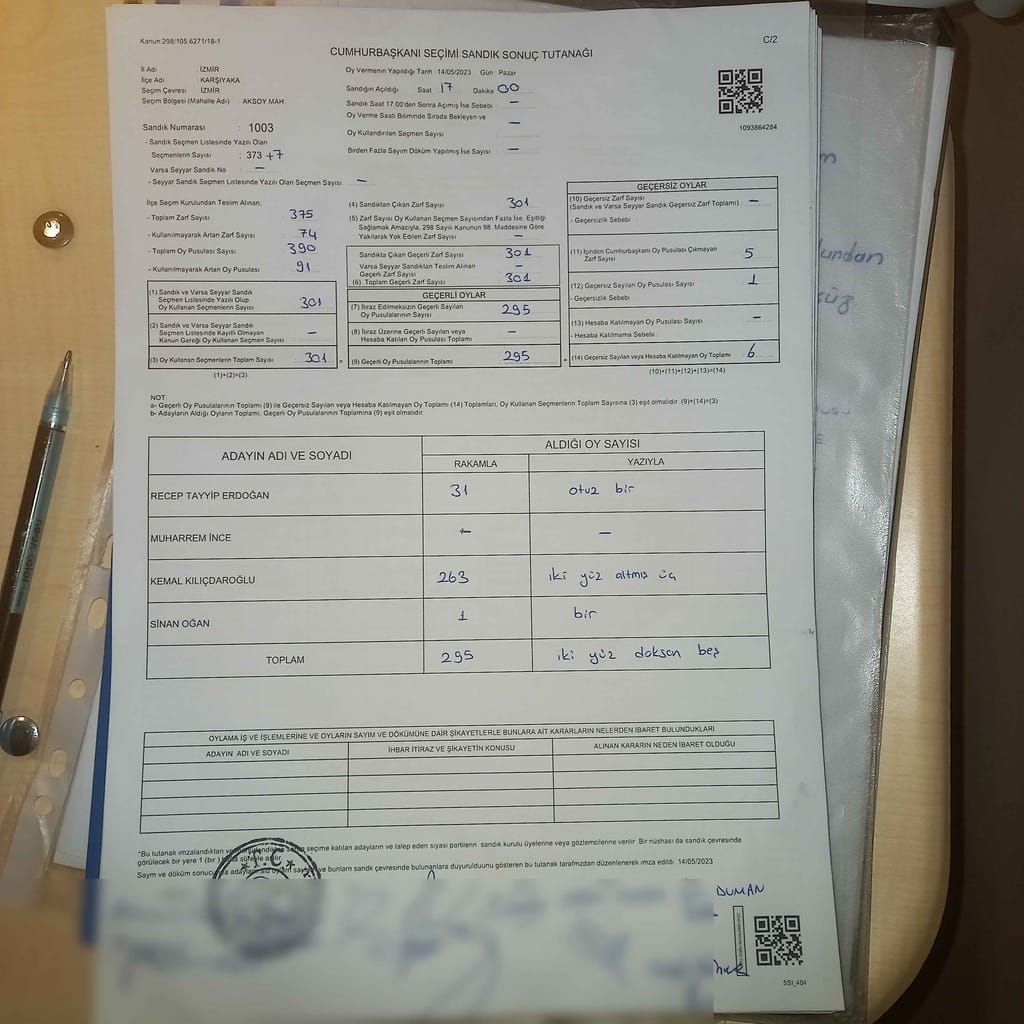 Kanun:298/105.6271/18-1
C/2
CUMHURBAŞKANI SEÇİMİ SANDIK SONUÇ TUTANAĞI
İl Adı : İZMİR
İlçe Adı : KARŞIYAKA
Seçim Çevresi : İZMİR
Seçim Bölgesi (Mahalle Adı) AKSOY MAH.
Sandık Numarası : 1003
- Sandık Seçmen Listesinde Yazılı Olan
Seçmenlerin Sayısı : 373 +7
Varsa Seyyar Sandık No —
- Seyyar Sandık Seçmen Listesinde Yazılı Olan Seçmen Sayısı: —
Oy Vermenin Yapıldığı Tarih 14/05/2023 Gün : Pazar
Sandığın Açıldığı Saat 17 Dakika 00
Sandık Saat 17.00'den Sonra Açımış İse Sebebi —
Oy Verme Saati Bitiminde Sırada Bekleyen ve
Oy Kullandırılan Seçmen Sayısı —
Birden Fazla Sayım Döküm Yapılmış İse Sayısı —
1093864284
İlçe Seçim Kurulundan Teslim Alınan;
- Toplam Zarf Sayısı 375
- Kullanılmayarak Artan Zarf Sayısı 74
- Toplam Oy Pusulası Sayısı 390
- Kullanılmayarak Artan Oy Pusulası 91
(1) Sandık ve Varsa Seyyar Sandık
Seçmen Listesinde Yazılı Olup
Oy Kullanan Seçmenlerin Sayısı 301
(2) Sandık ve Varsa Seyyar Sandık
Seçmen Listesinde Kayıtlı Olmayan
Kanun Gereği Oy Kullanan Seçmen Sayısı —
(3) Oy Kullanan Seçmenlerin Toplam Sayısı 301 =
(1)+(2)=(3)
(4) Sandıktan Çıkan Zarf Sayısı 301
(5) Zarf Sayısı Oy Kullanan Seçmen Sayısından Fazla İse, Eşitliği
Sağlamak Amacıyla, 298 Sayılı Kanunun 98. Maddesine Göre
Yakılarak Yok Edilen Zarf Sayısı —
Sandıkta Çıkan Geçerli Zarf Sayısı 301
Varsa Seyyar Sandıktan Teslim Alınan
Geçerli Zarf Sayısı —
(6) Toplam Geçerli Zarf Sayısı 301
GEÇERLİ OYLAR
(7) İtiraz Edilmeksizin Geçerli Sayılan
Oy Pusulalarının Sayısı 295
(8) İtiraz Üzerine Geçerli Sayılan veya
Hesaba Katılan Oy Pusulası Toplamı —
(9) Geçerli Oy Pusulalarının Toplamı 295 +
GEÇERSİZ OYLAR
(10) Geçersiz Zarf Sayısı
(Sandık ve Varsa Seyyar Sandık Geçersiz Zarf Toplamı) —
- Geçersizlik Sebebi :
(11) İçinden Cumhurbaşkanı Oy Pusulası Çıkmayan
Zarf Sayısı 5
(12) Geçersiz Sayılan Oy Pusulası Sayısı 1
- Geçersizlik Sebebi :
(13) Hesaba Katılmayan Oy Pusulası Sayısı —
- Hesaba Katılmama Sebebi :
(14) Geçersiz Sayılan veya Hesaba Katılmayan Oy Toplamı 6
(10)+(11)+(12)+(13)=(14)
NOT
a- Geçerli Oy Pusulalarının Toplamı (9) ile Geçersiz Sayılan veya Hesaba Katılmayan Oy Toplamı (14) Toplamları, Oy Kullanan Seçmenlerin Toplam Sayısına (3) eşit olmalıdır. (9)+(14)=(3)
b- Adayların Aldığı Oyların Toplamı, Geçerli Oy Pusulalarının Toplamına (9) eşit olmalıdır
ADAYIN ADI VE SOYADI ALDIĞI OY SAYISI
RAKAMLA YAZIYLA
RECEP TAYYİP ERDOĞAN 31 otuz bir
MUHARREM İNCE — —
KEMAL KILIÇDAROĞLU 263 iki yüz altmış üç
SİNAN OĞAN 1 bir
TOPLAM 295 iki yüz doksan beş
OYLAMA İŞ VE İŞLEMLERİNE VE OYLARIN SAYIM VE DÖKÜMÜNE DAİR ŞİKAYETLERLE BUNLARA AİT KARARLARIN NELERDEN İBARET BULUNDUKLARI
ADAYIN ADI VE SOYADI İHBAR İTİRAZ VE ŞİKAYETİN KONUSU ALINAN KARARIN NEDEN İBARET OLDUĞU
*Bu tutanak imzalandıktan seçime katılan adayların ve talep eden siyasi partilerin sandık kurulu üyelerine veya gözlemcilerine verilir. Bir nüshası da sandık çevresinde
görülecek bir yere 1 (bir) süreyle asılır.
Sayım ve döküm ve bunların sandık çevresinde bulunanlara duyurulduğunu gösteren bu tutanak tarafımızdan düzenlenerek imza edildi. 14/05/2023
T.C.
DUMAN
551_404